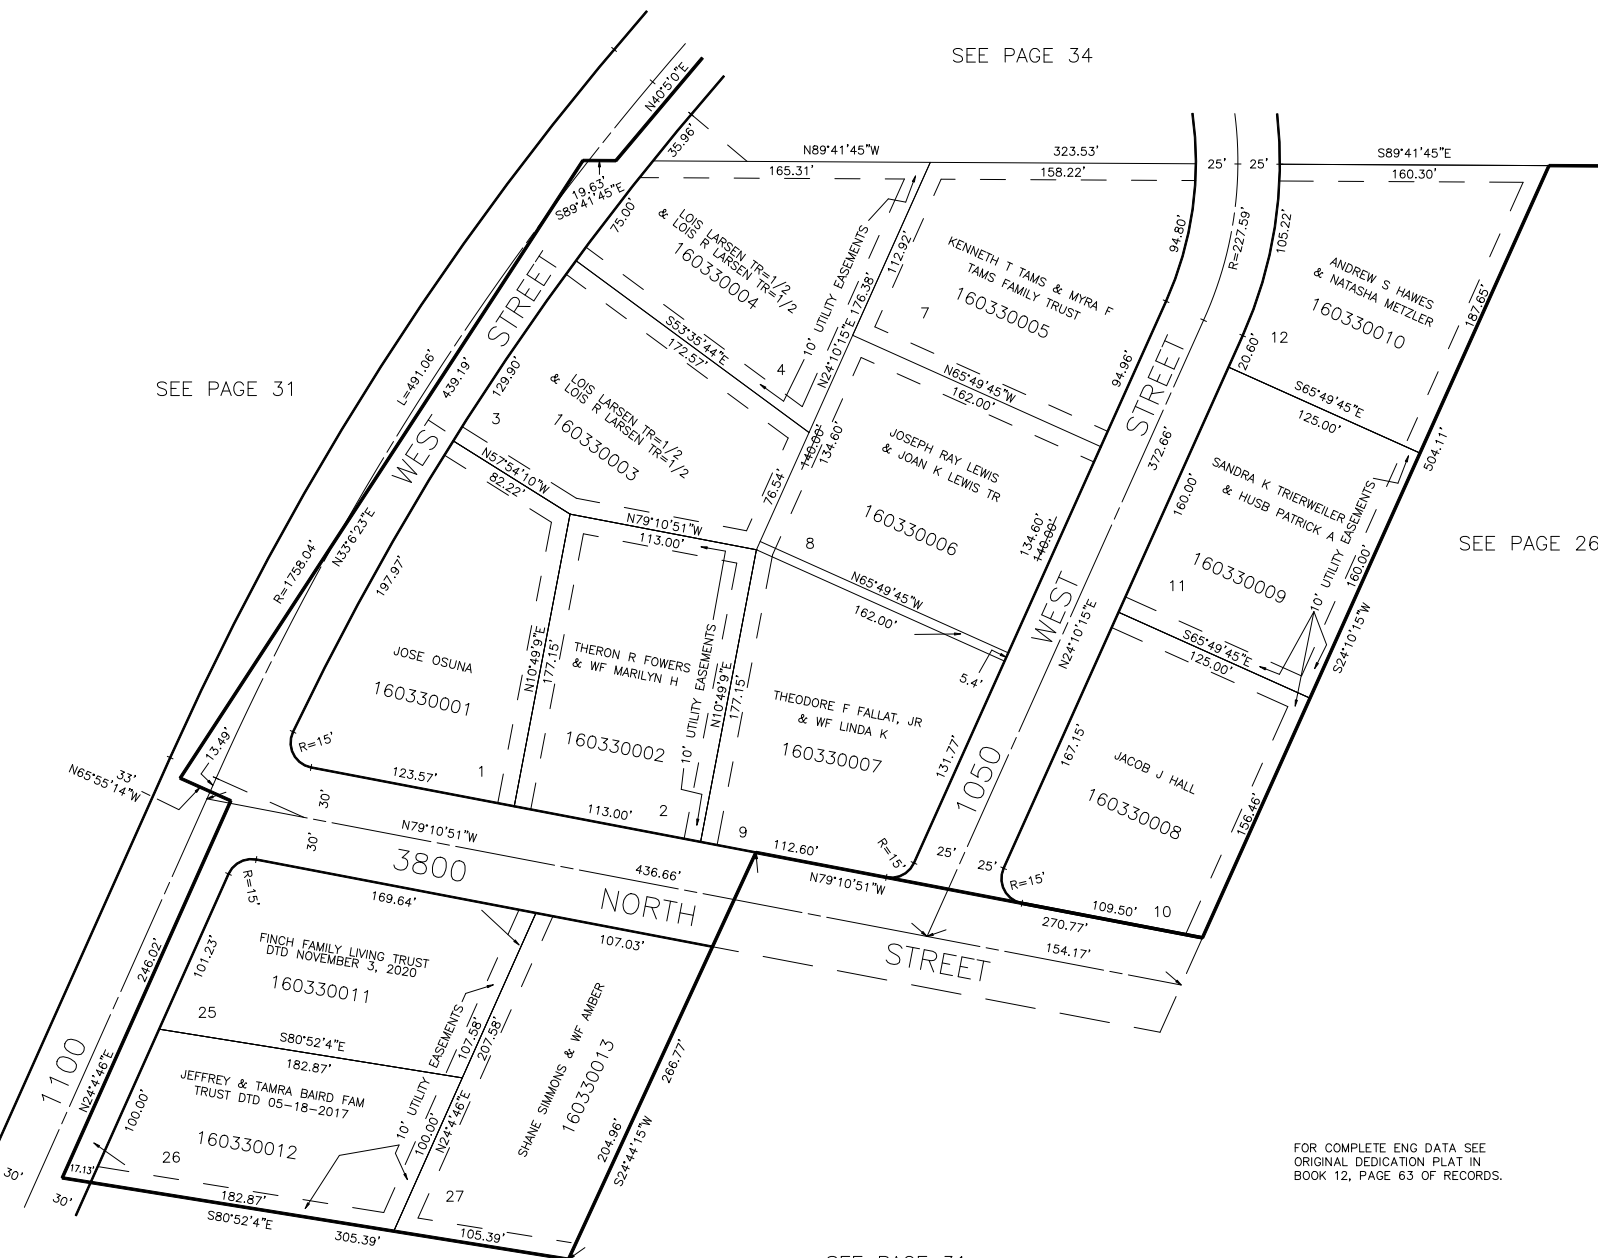 SEE PAGE 34
N40°5'0"E
35.96'
N89°41'45"W
323.53'
165.31'
158.22'
25'
25'
S89°41'45"E
160.30'
19.63'
S89°41'45"E
75.00'
LOIS LARSEN TR=1/2
& LOIS R LARSEN TR=1/2
160330004
4
10' UTILITY EASEMENTS
112.92'
N24°10'15"E 176.38'
KENNETH T TAMS & MYRA F
TAMS FAMILY TRUST
160330005
7
94.80'
R=227.59'
105.22'
ANDREW S HAWES
& NATASHA METZLER
160330010
12
187.65'
20.60'
S65°49'45"E
125.00'
504.11'
SEE PAGE 31
L=491.06'
439.19'
WEST STREET
129.90'
S53°35'44"E
172.57'
3
LOIS LARSEN TR=1/2
& LOIS R LARSEN TR=1/2
160330003
N65°49'45"W
162.00'
94.96'
STREET
372.66'
140.00'
134.60'
76.54'
JOSEPH RAY LEWIS
& JOAN K LEWIS TR
160330006
8
134.60'
140.00'
160.00'
SANDRA K TRIERWEILER
& HUSB PATRICK A
160330009
11
10' UTILITY EASEMENTS
160.00'
SEE PAGE 26
S24°10'15"W
N57°54'10"W
82.22'
N79°10'51"W
113.00'
R=1758.04'
N33°6'23"E
197.97'
N65°49'45"W
162.00'
5.4'
WEST
N24°10'15"E
S65°49'45"E
125.00'
JOSE OSUNA
160330001
1
N10°49'9"E
177.15'
THERON R FOWERS
& WF MARILYN H
160330002
2
10' UTILITY EASEMENTS
N10°49'9"E
177.15'
THEODORE F FALLAT, JR
& WF LINDA K
160330007
9
131.77'
1050
167.15'
JACOB J HALL
160330008
10
156.46'
13.49'
33'
N65°55'14"W
R=15'
123.57'
113.00'
112.60'
30'
30'
N79°10'51"W
436.66'
3800 NORTH STREET
N79°10'51"W
R=15'
25'
25'
R=15'
109.50'
270.77'
154.17'
R=15'
169.64'
107.03'
246.02'
101.23'
FINCH FAMILY LIVING TRUST
DTD NOVEMBER 3, 2020
160330011
25
S80°52'4"E
182.87'
10' UTILITY EASEMENTS
107.58'
207.58'
SHANE SIMMONS & WF AMBER
160330013
27
266.77'
204.96'
S24°44'15"W
1100
N24°4'46"E
100.00'
JEFFREY & TAMRA BAIRD FAM
TRUST DTD 05-18-2017
160330012
26
100.00'
N24°4'46"E
17.13'
30'
30'
182.87'
S80°52'4"E
305.39'
105.39'
FOR COMPLETE ENG DATA SEE
ORIGINAL DEDICATION PLAT IN
BOOK 12, PAGE 63 OF RECORDS.